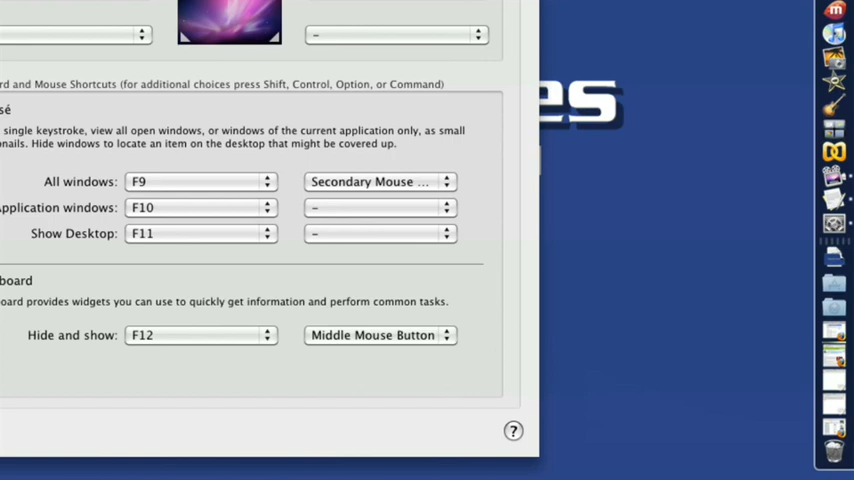 –
rd and Mouse Shortcuts (for additional choices press Shift, Control, Option, or Command)
sé
single keystroke, view all open windows, or windows of the current application only, as small
nails. Hide windows to locate an item on the desktop that might be covered up.
All windows: F9 Secondary Mouse ...
Application windows: F10 –
Show Desktop: F11 –
board
oard provides widgets you can use to quickly get information and perform common tasks.
Hide and show: F12 Middle Mouse Button
?
es